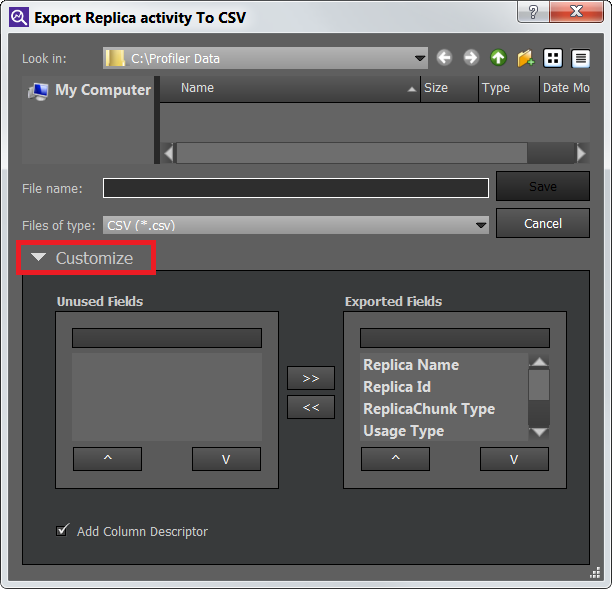 Export Replica activity To CSV
?
Look in:
C:\Profiler Data
My Computer
Name
Size
Type
Date Mo
File name:
Save
Files of type:
CSV (*.csv)
Cancel
Customize
Unused Fields
Exported Fields
Replica Name
Replica Id
ReplicaChunk Type
Usage Type
>>
<<
^
V
^
V
Add Column Descriptor